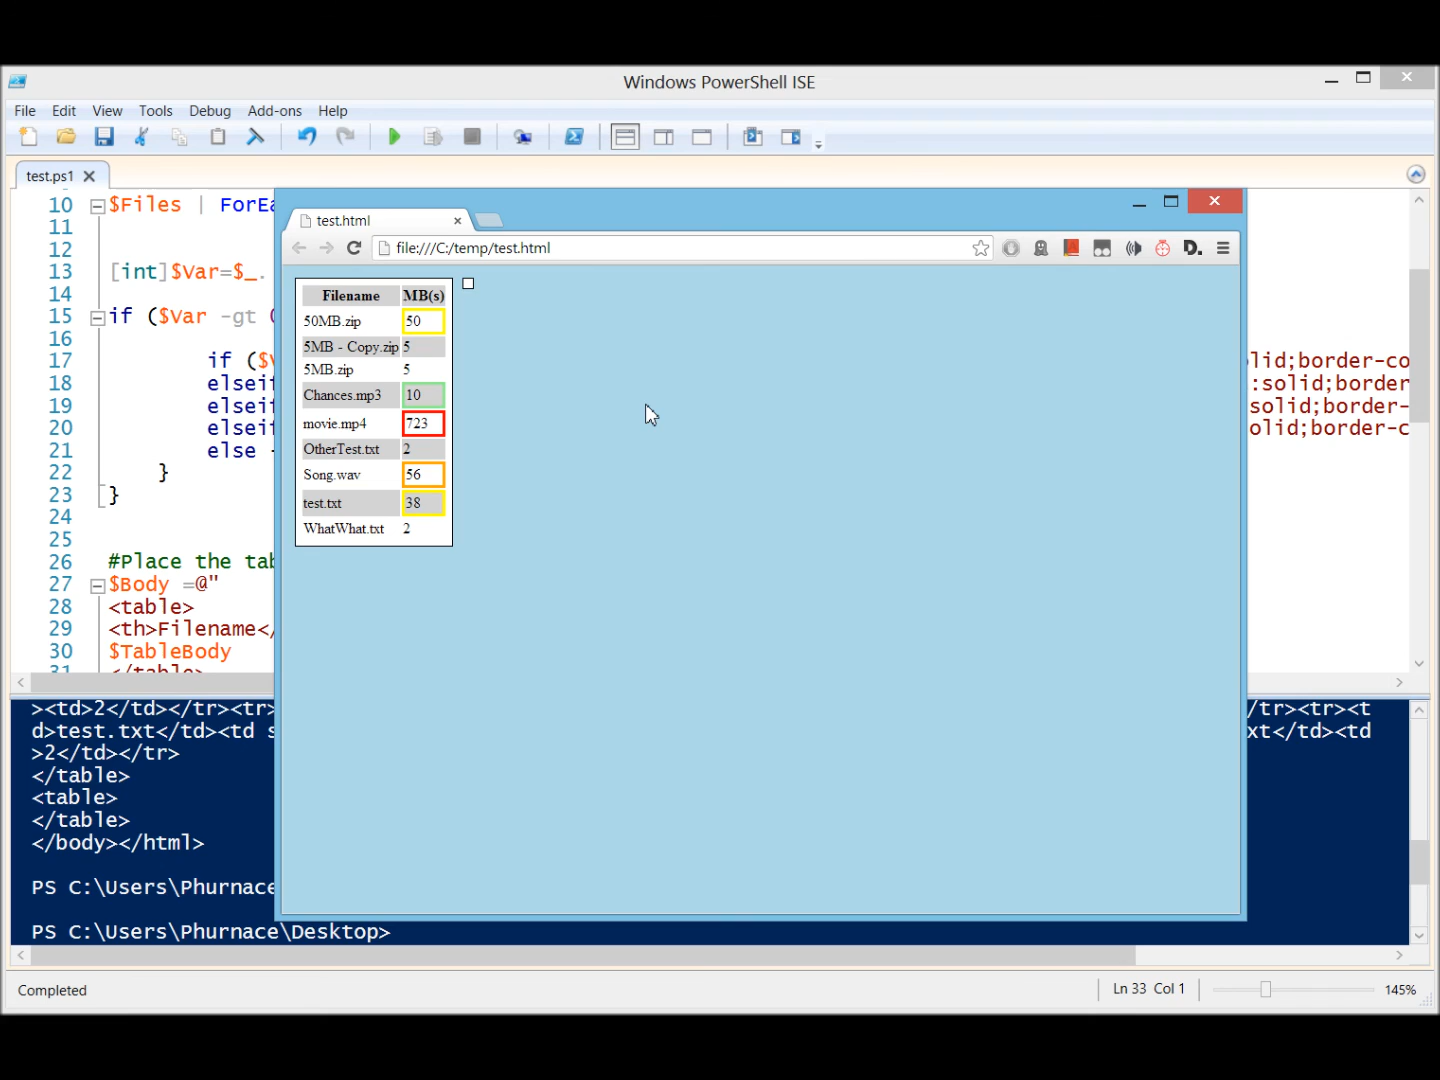 Windows PowerShell ISE
File Edit View Tools Debug Add-ons Help
test.ps1
10 $Files | ForEa
11
12
13 [int]$Var=$_.
14
15 if ($Var -gt
16
17 if ($
18 elseif
19 elseif
20 elseif
21 else
22 }
23 }
24
25
26 #Place the tab
27 $Body =@"
28 <table>
29 <th>Filename</
30 $TableBody
31 </table>
lid;border-co
:solid;border
solid;border-
olid;border-c
test.html
file:///C:/temp/test.html
D.
Filename MB(s)
50MB.zip 50
5MB - Copy.zip 5
5MB.zip 5
Chances.mp3 10
movie.mp4 723
OtherTest.txt 2
Song.wav 56
test.txt 38
WhatWhat.txt 2
><td>2</td></tr><tr> /tr><tr><t
d>test.txt</td><td s xt</td><td
>2</td></tr>
</table>
<table>
</table>
</body></html>
PS C:\Users\Phurnace
PS C:\Users\Phurnace\Desktop>
Completed Ln 33 Col 1 145%